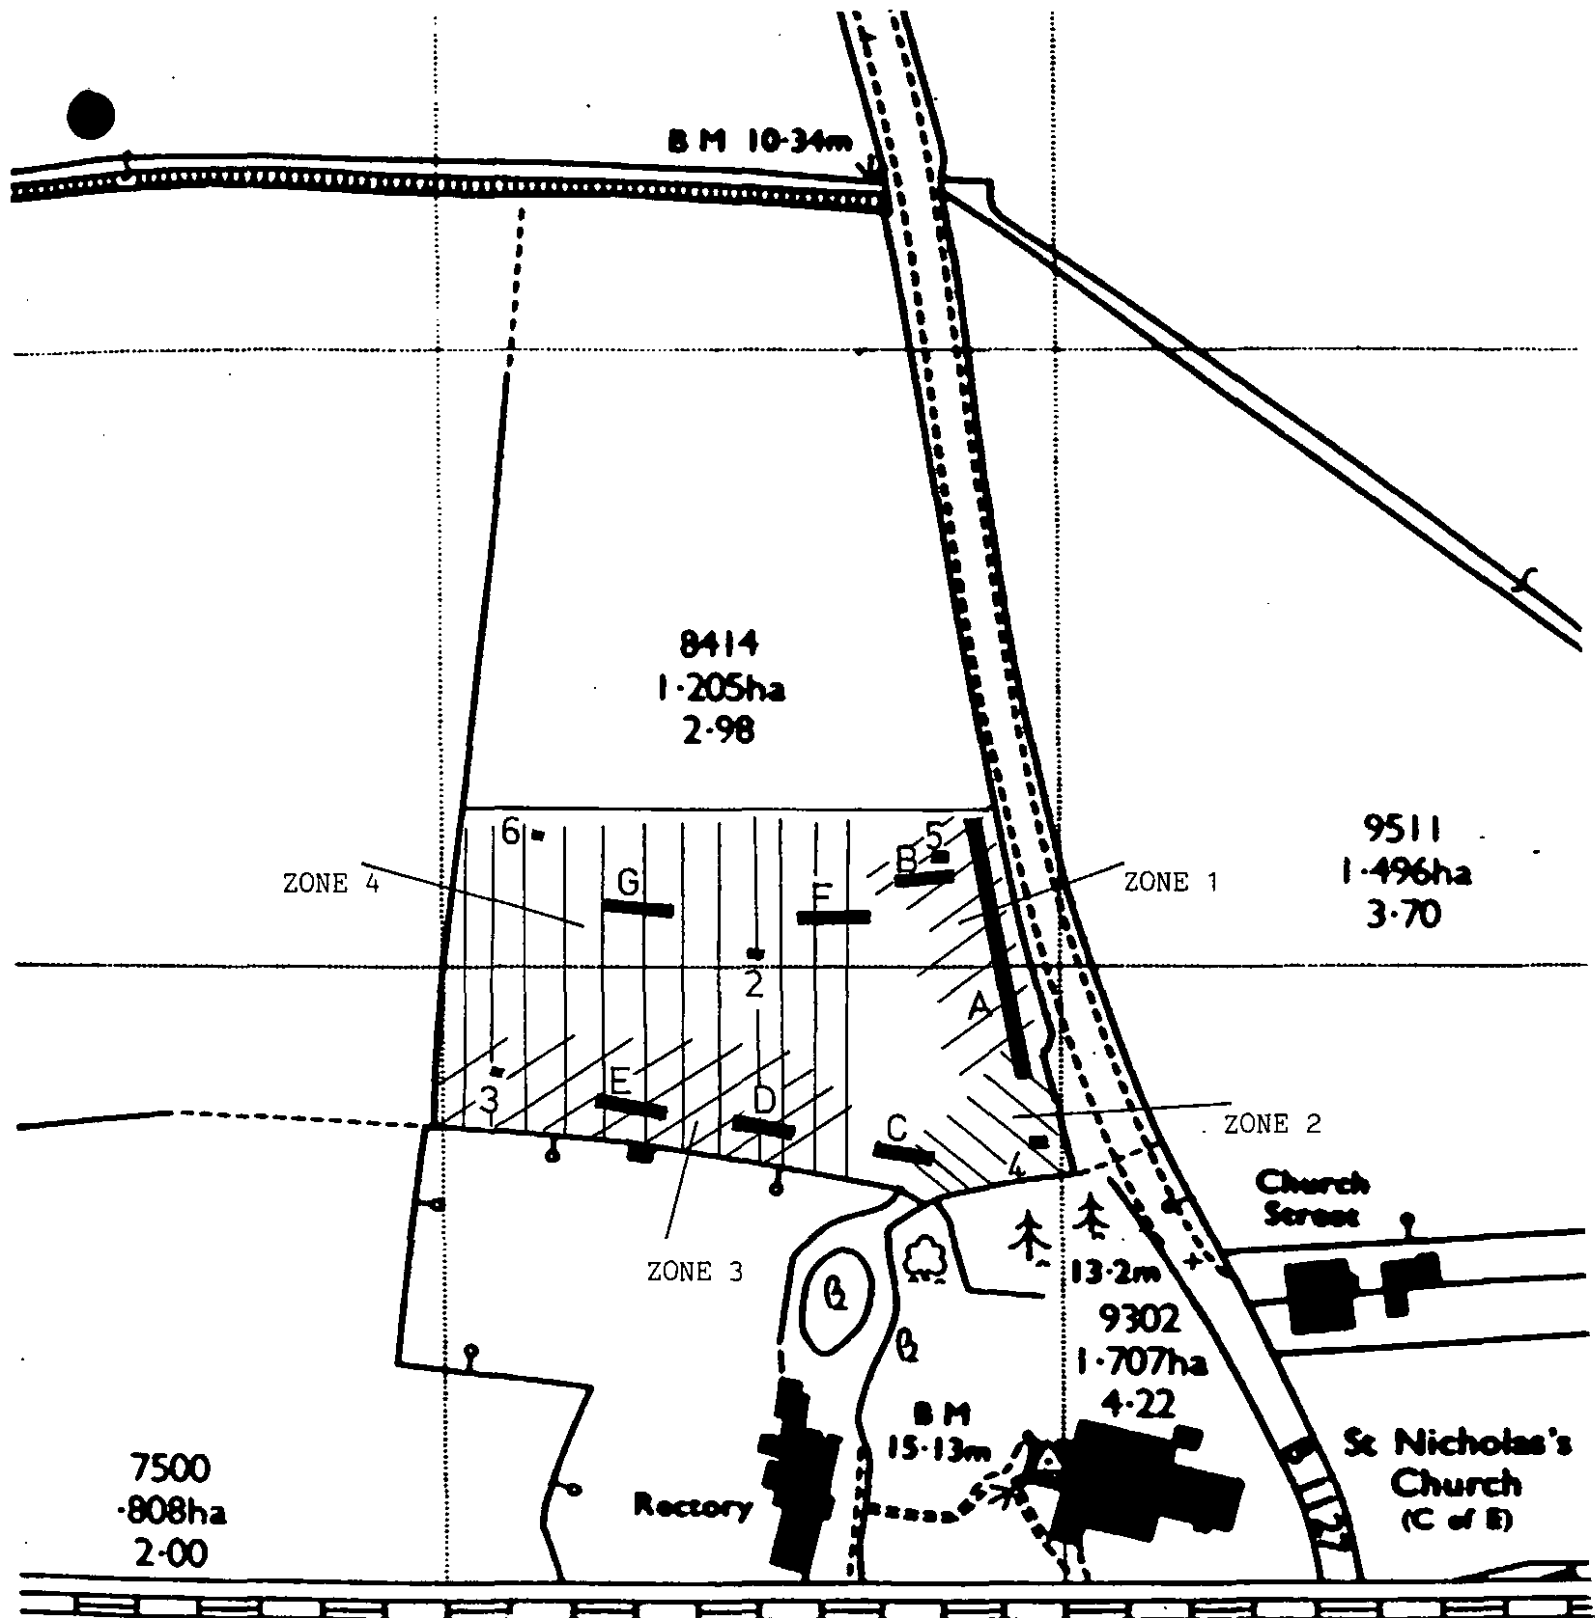 B M 10·34m
8414
1·205ha
2·98
9511
1·496ha
3·70
6
5
B
G
F
ZONE 4
ZONE 1
2
A
3
E
D
C
4
ZONE 2
ZONE 3
Church
Street
13·2m
9302
1·707ha
4·22
B M
15·13m
Rectory
St Nicholas's
Church
(C of E)
7500
·808ha
2·00